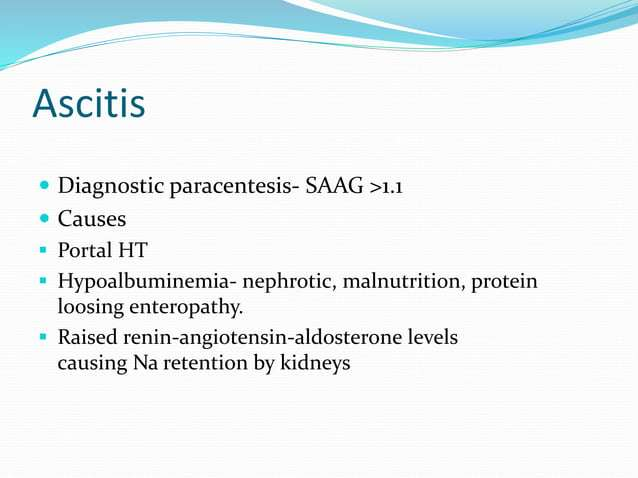 Ascitis
Diagnostic paracentesis- SAAG >1.1
Causes
Portal HT
Hypoalbuminemia- nephrotic, malnutrition, protein
loosing enteropathy.
Raised renin-angiotensin-aldosterone levels
causing Na retention by kidneys